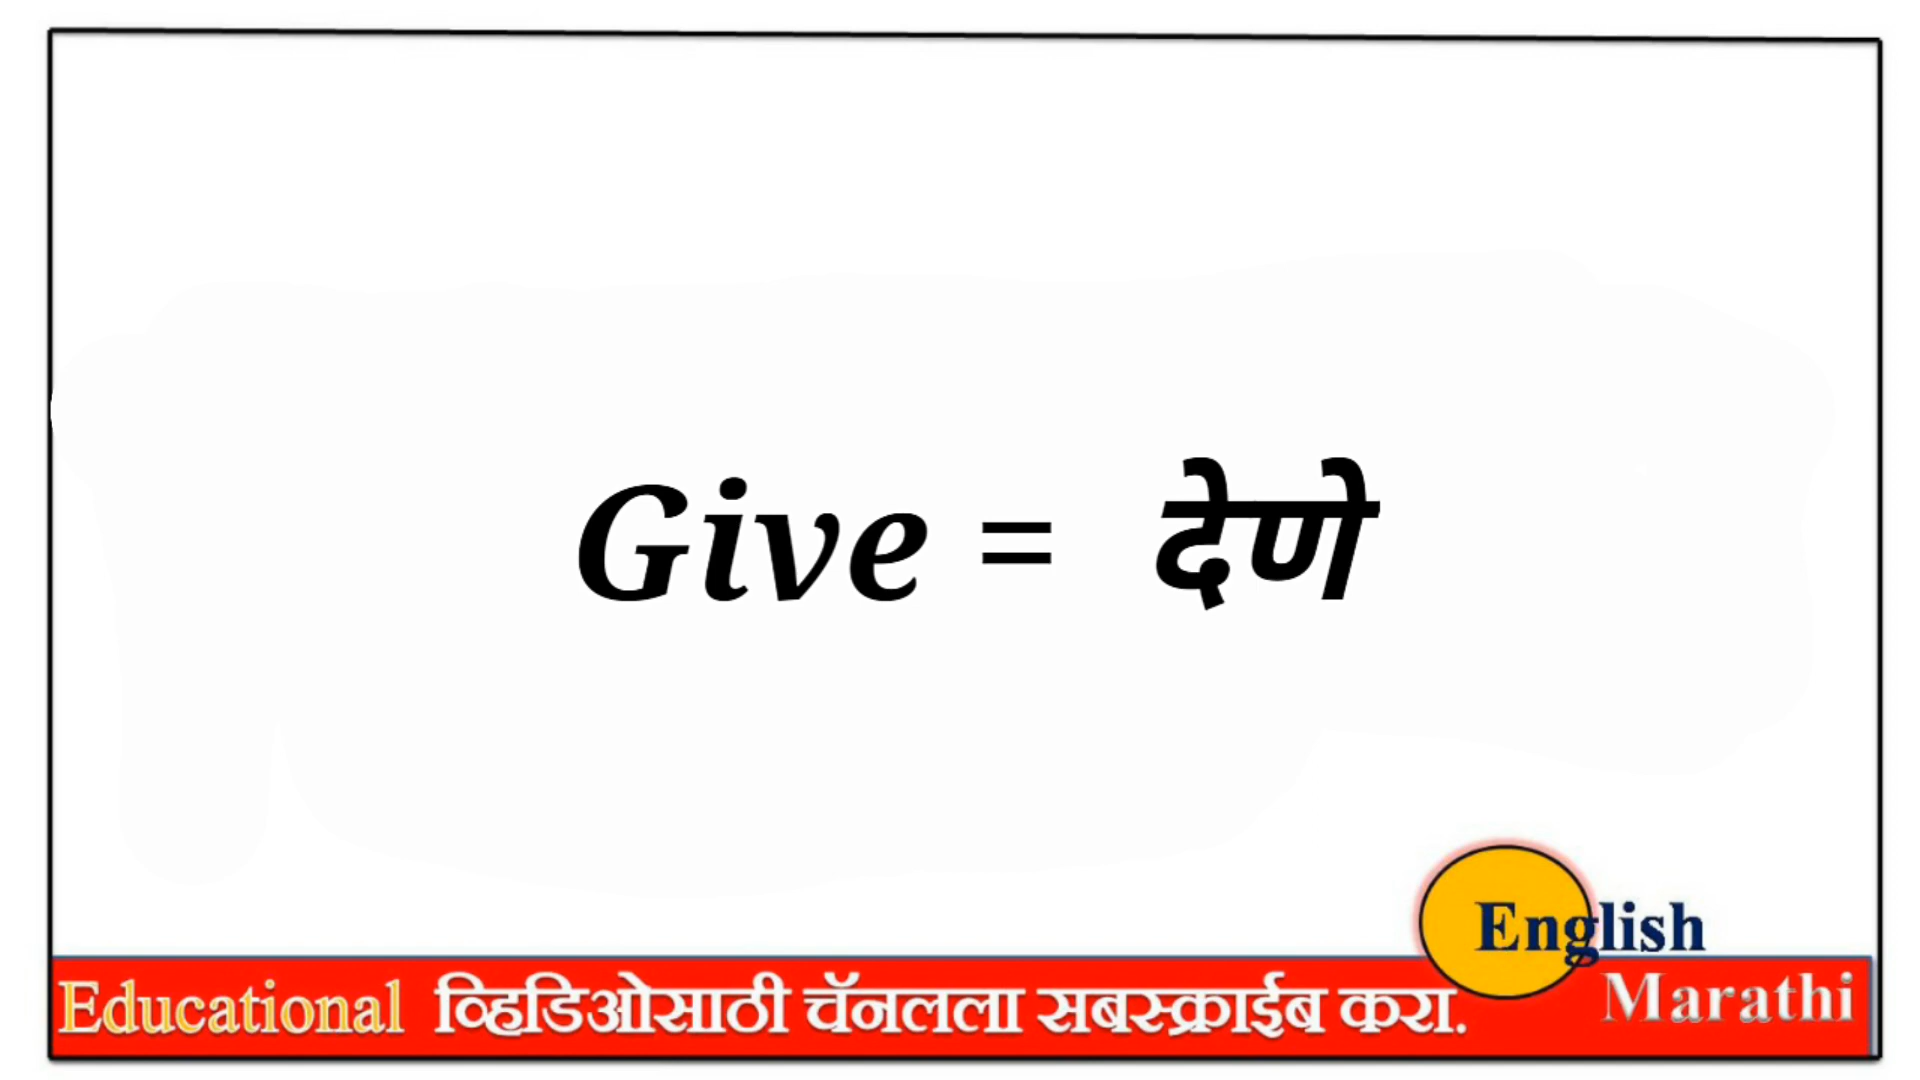 Give = देणे
English
Educational व्हिडिओसाठी चॅनलला सबस्क्राईब करा.
Marathi